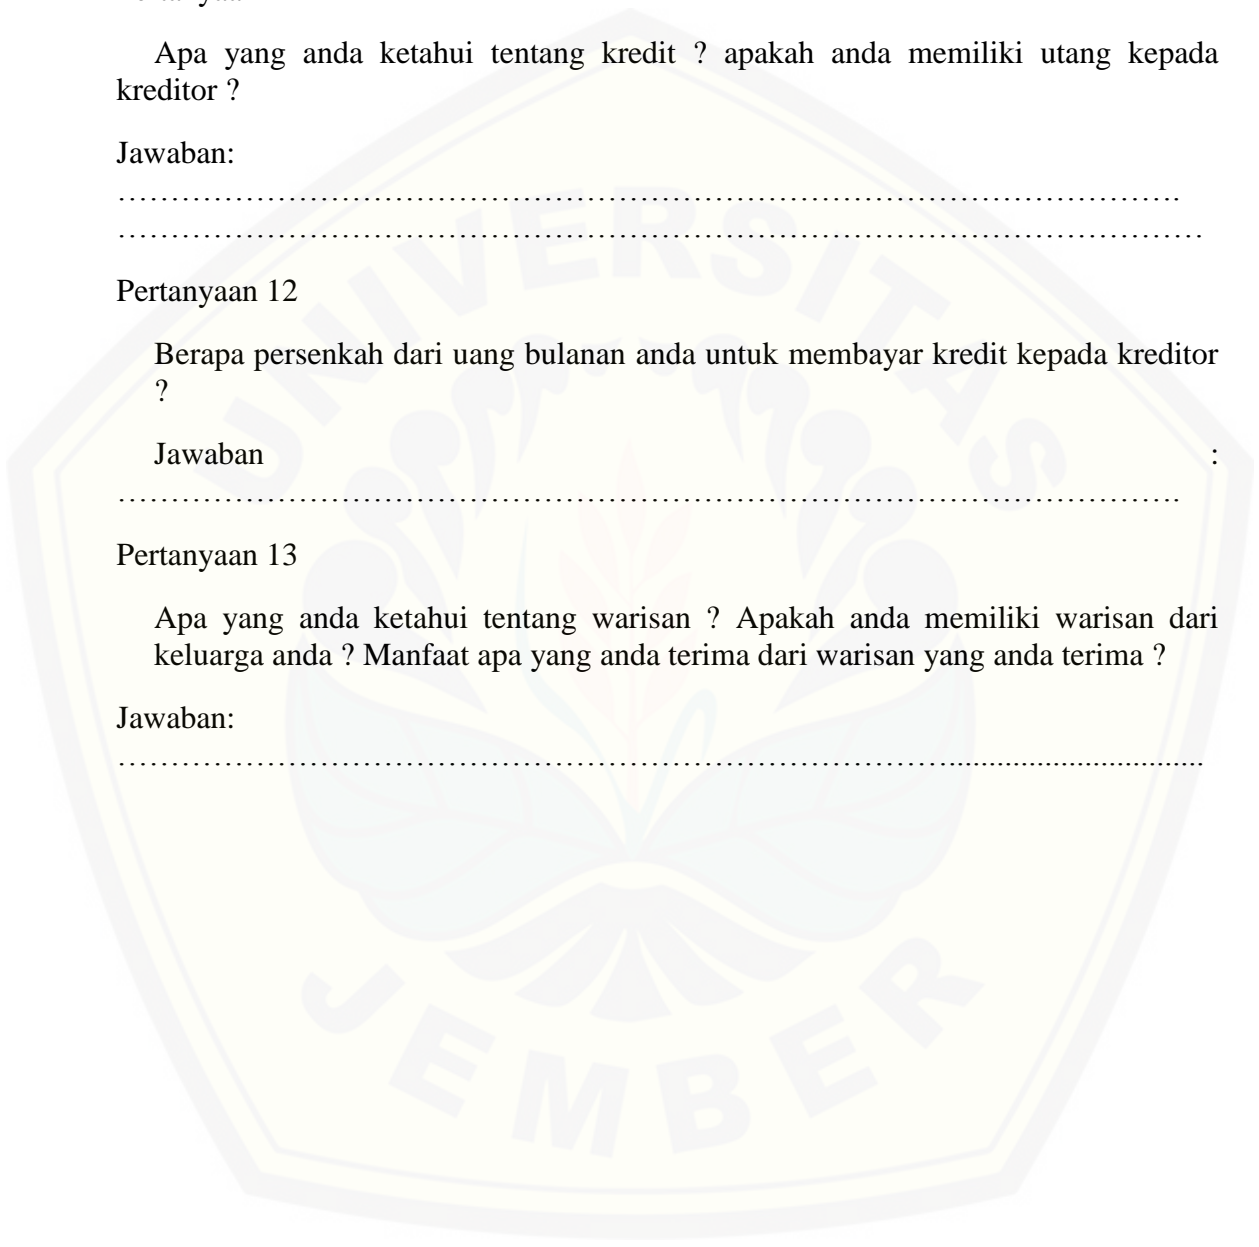 Apa yang anda ketahui tentang kredit ? apakah anda memiliki utang kepada
kreditor ?
Jawaban:
……………………………………………………………………………………….
…………………………………………………………………………………………
Pertanyaan 12
Berapa persenkah dari uang bulanan anda untuk membayar kredit kepada kreditor
?
Jawaban :
……………………………………………………………………………………….
Pertanyaan 13
Apa yang anda ketahui tentang warisan ? Apakah anda memiliki warisan dari
keluarga anda ? Manfaat apa yang anda terima dari warisan yang anda terima ?
Jawaban:
……………………………………………………………………................................
UNIVERSITAS
JEMBER